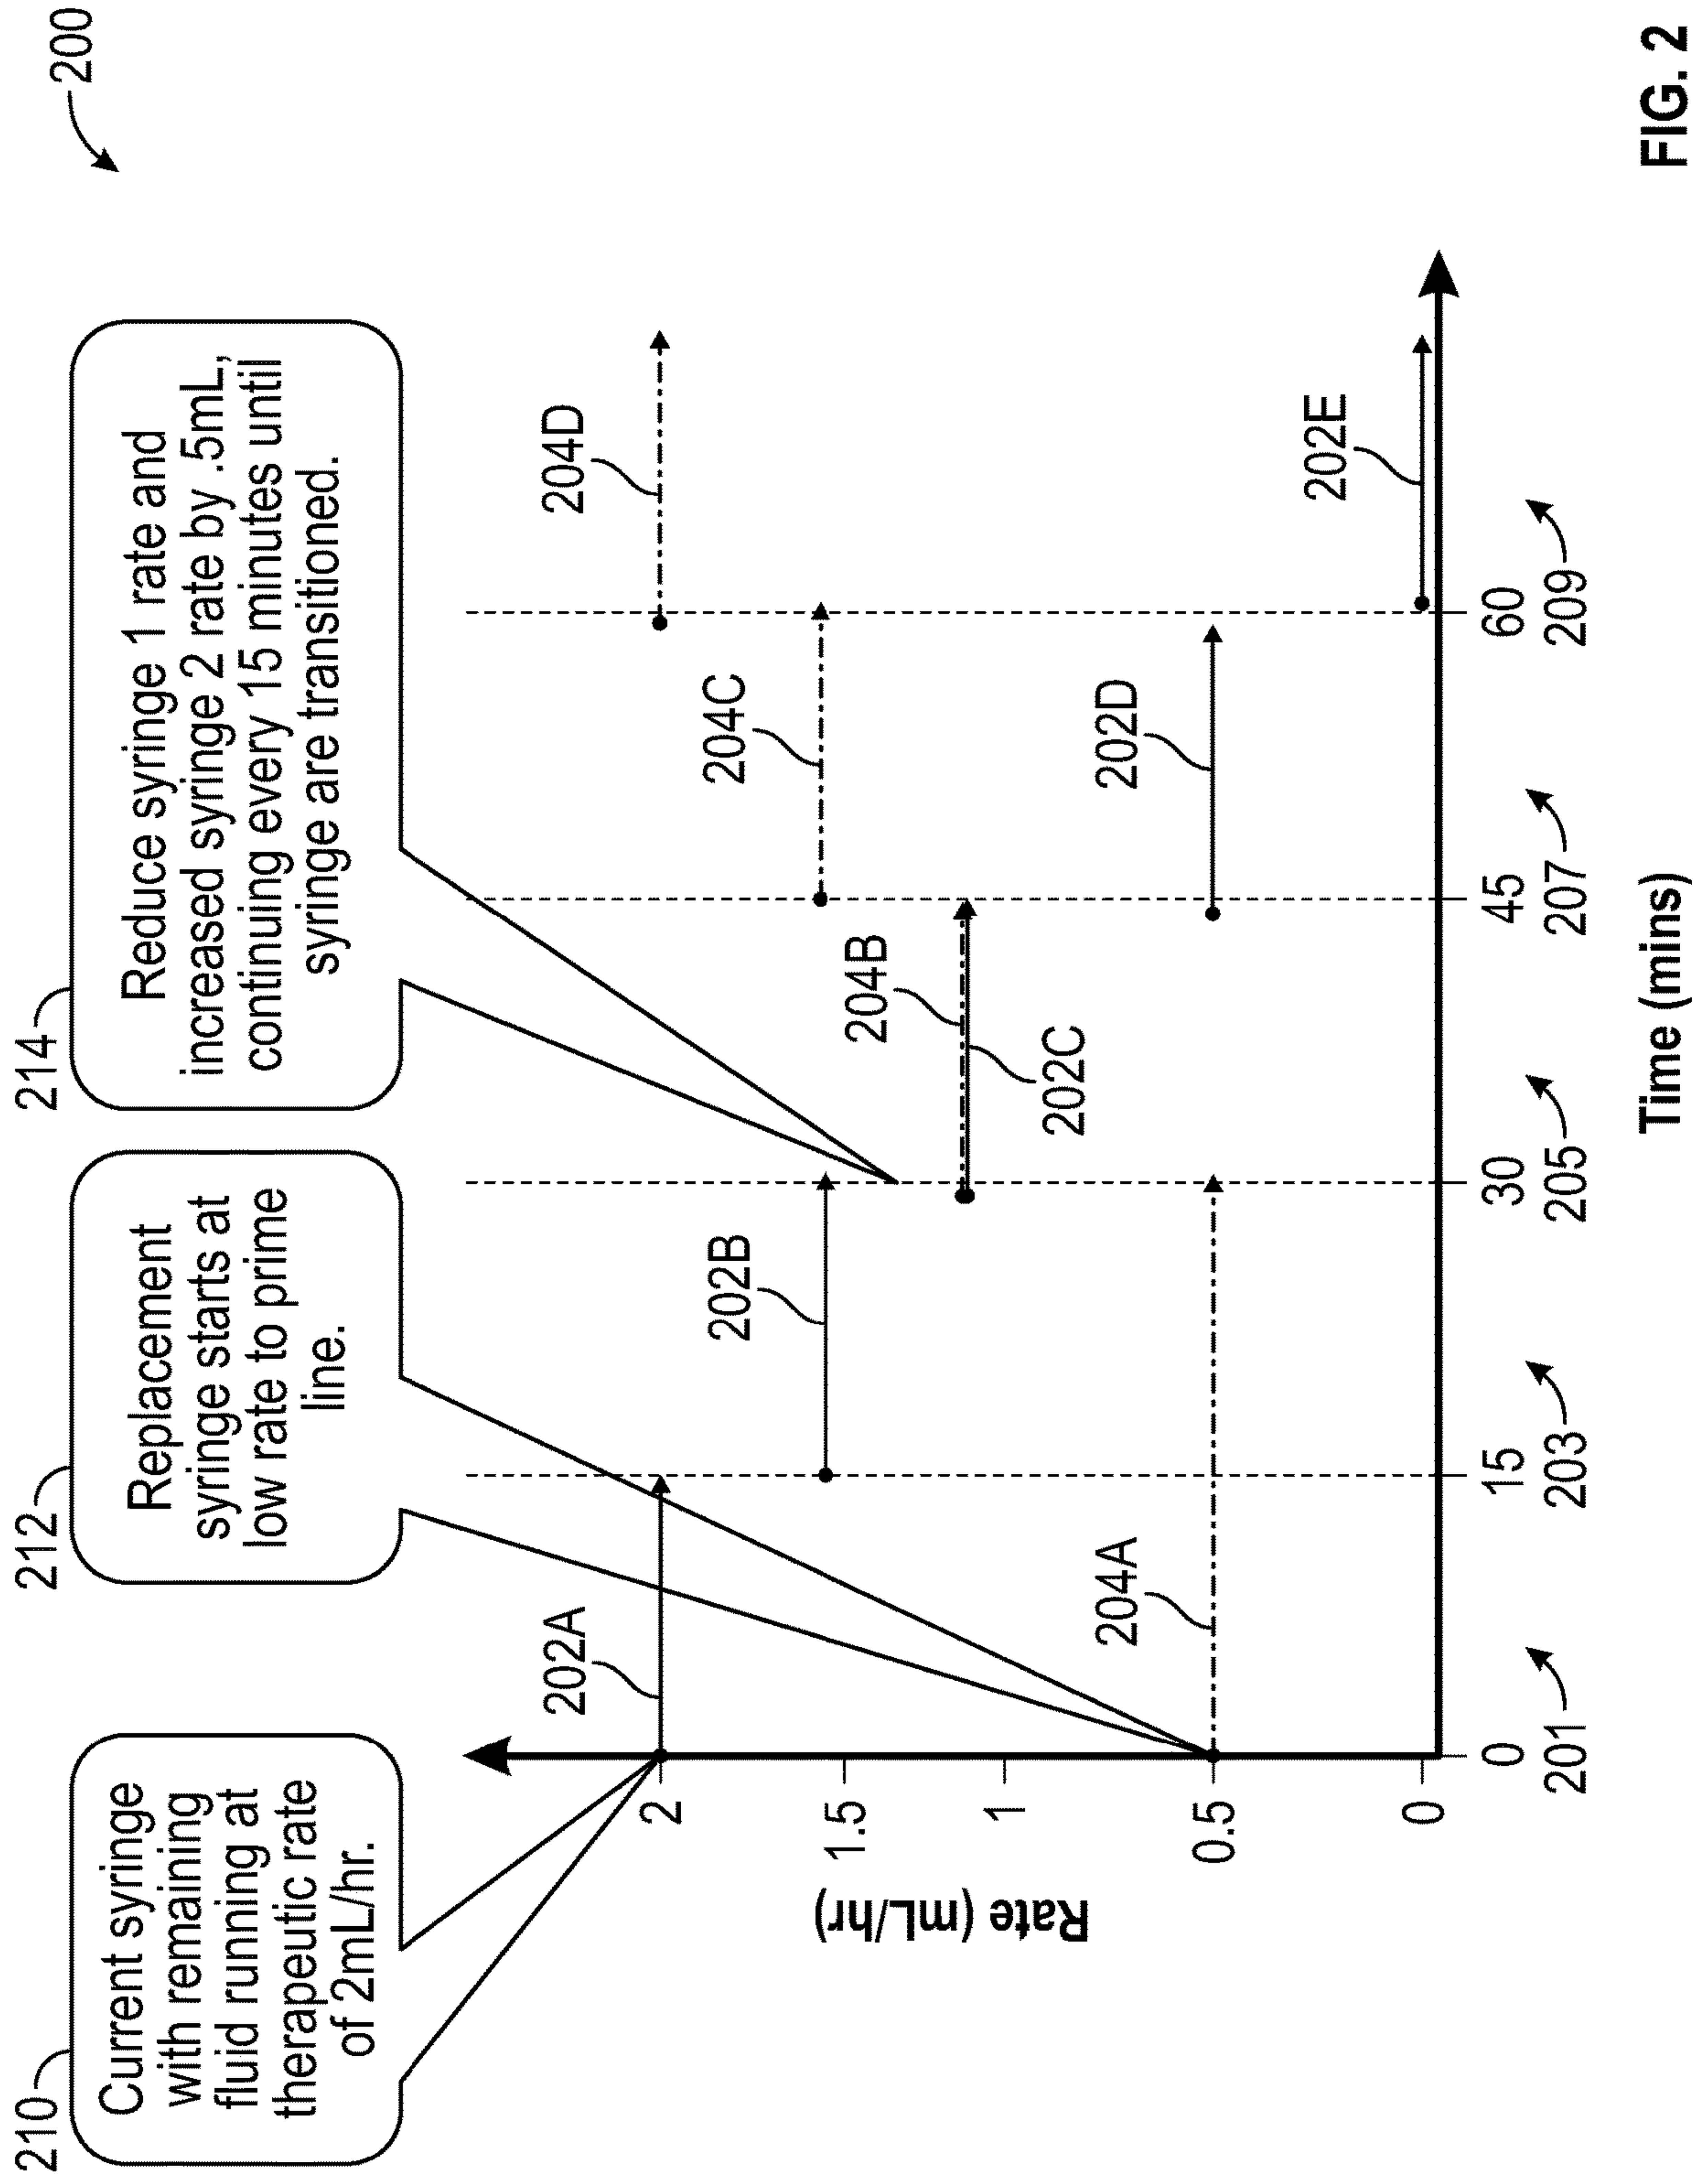 200
210
Current syringe
with remaining
fluid running at
therapeutic rate
of 2mL/hr.
212
Replacement
syringe starts at
low rate to prime
line.
214
Reduce syringe 1 rate and
increased syringe 2 rate by .5mL,
continuing every 15 minutes until
syringe are transitioned.
Rate (mL/hr)
2
1.5
1
0.5
0
202A
204D
202B
204C
204B
202C
204A
202D
202E
0
15
30
45
60
201
203
205
207
209
Time (mins)
FIG. 2